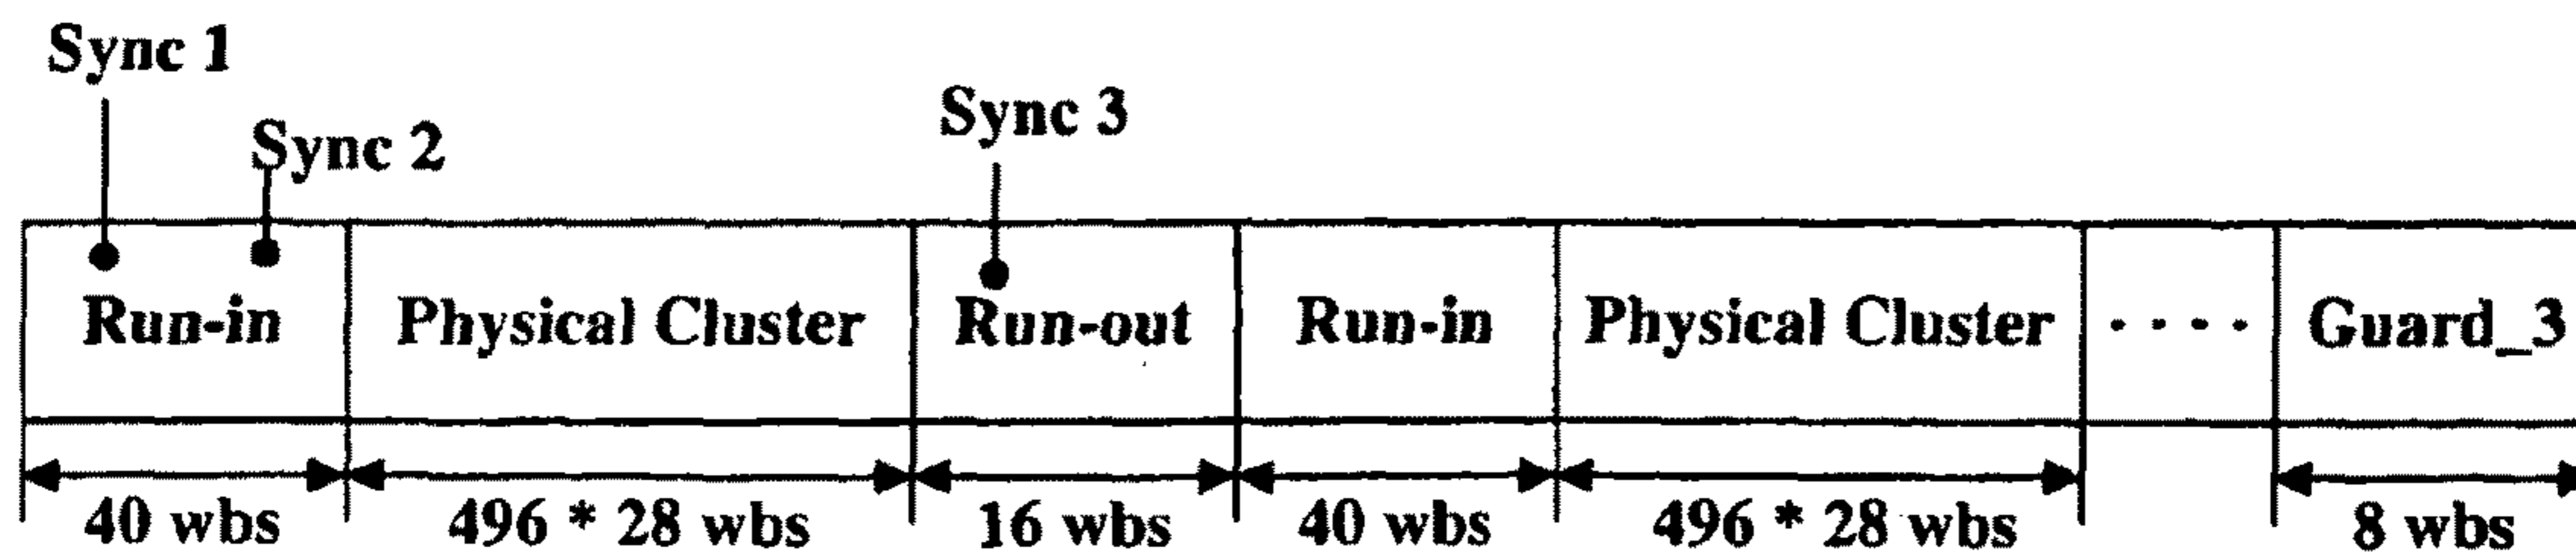 Sync 1
Sync 2
Sync 3
Run-in Physical Cluster Run-out Run-in Physical Cluster . . . . Guard_3
40 wbs 496 * 28 wbs 16 wbs 40 wbs 496 * 28 wbs 8 wbs